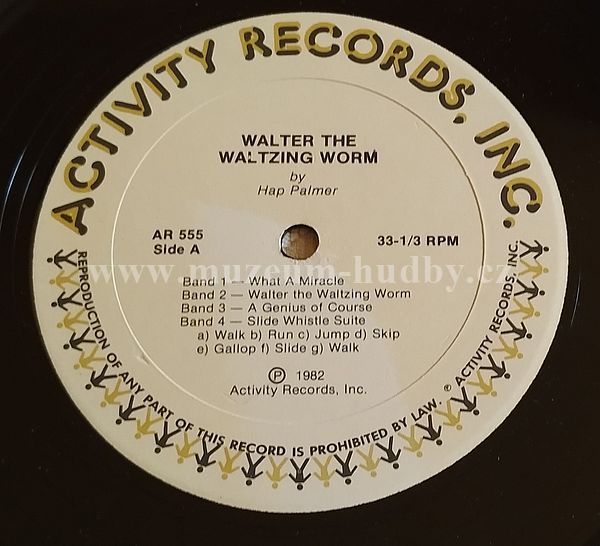 ACTIVITY RECORDS, INC.
WALTER THE
WALTZING WORM
by
Hap Palmer
AR 555
Side A
33-1/3 RPM
Band 1 — What A Miracle
Band 2 — Walter the Waltzing Worm
Band 3 — A Genius of Course
Band 4 — Slide Whistle Suite
a) Walk b) Run c) Jump d) Skip
e) Gallop f) Slide g) Walk
℗ 1982
Activity Records, Inc.
REPRODUCTION OF ANY PART OF THIS RECORD IS PROHIBITED BY LAW. © ACTIVITY RECORDS, INC.
www.muzeum-hudby.cz